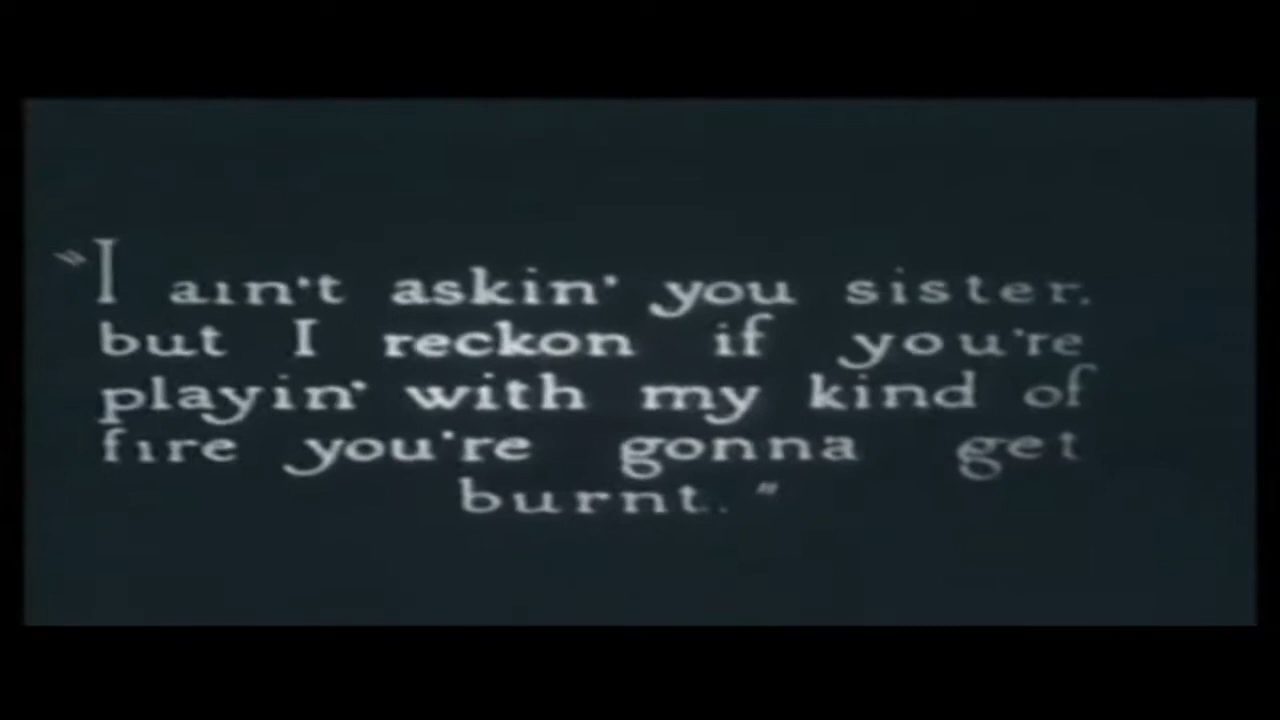 "I ain't askin' you sister,
but I reckon if you're
playin' with my kind of
fire you're gonna get
burnt."